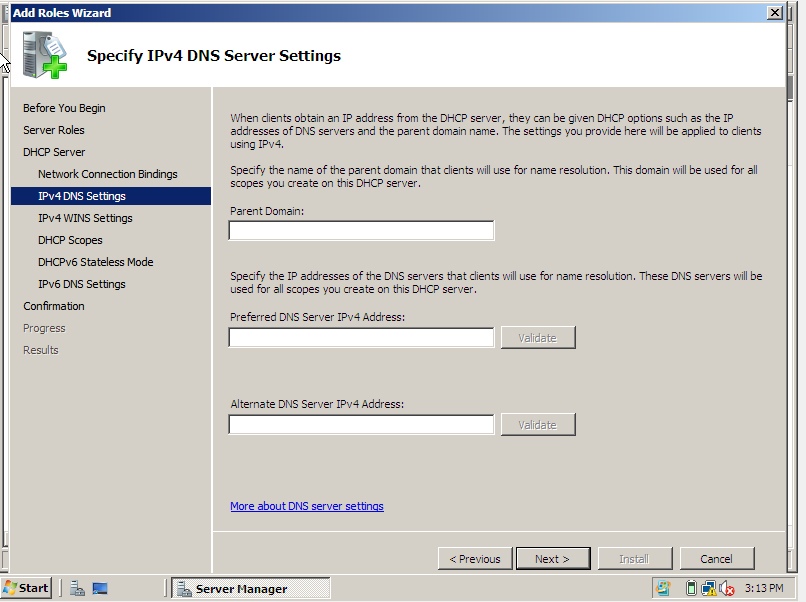 Add Roles Wizard
Specify IPv4 DNS Server Settings
Before You Begin
Server Roles
DHCP Server
Network Connection Bindings
IPv4 DNS Settings
IPv4 WINS Settings
DHCP Scopes
DHCPv6 Stateless Mode
IPv6 DNS Settings
Confirmation
Progress
Results
When clients obtain an IP address from the DHCP server, they can be given DHCP options such as the IP
addresses of DNS servers and the parent domain name. The settings you provide here will be applied to clients
using IPv4.
Specify the name of the parent domain that clients will use for name resolution. This domain will be used for all
scopes you create on this DHCP server.
Parent Domain:
Specify the IP addresses of the DNS servers that clients will use for name resolution. These DNS servers will be
used for all scopes you create on this DHCP server.
Preferred DNS Server IPv4 Address:
Validate
Alternate DNS Server IPv4 Address:
Validate
More about DNS server settings
< Previous
Next >
Install
Cancel
Start
Server Manager
3:13 PM